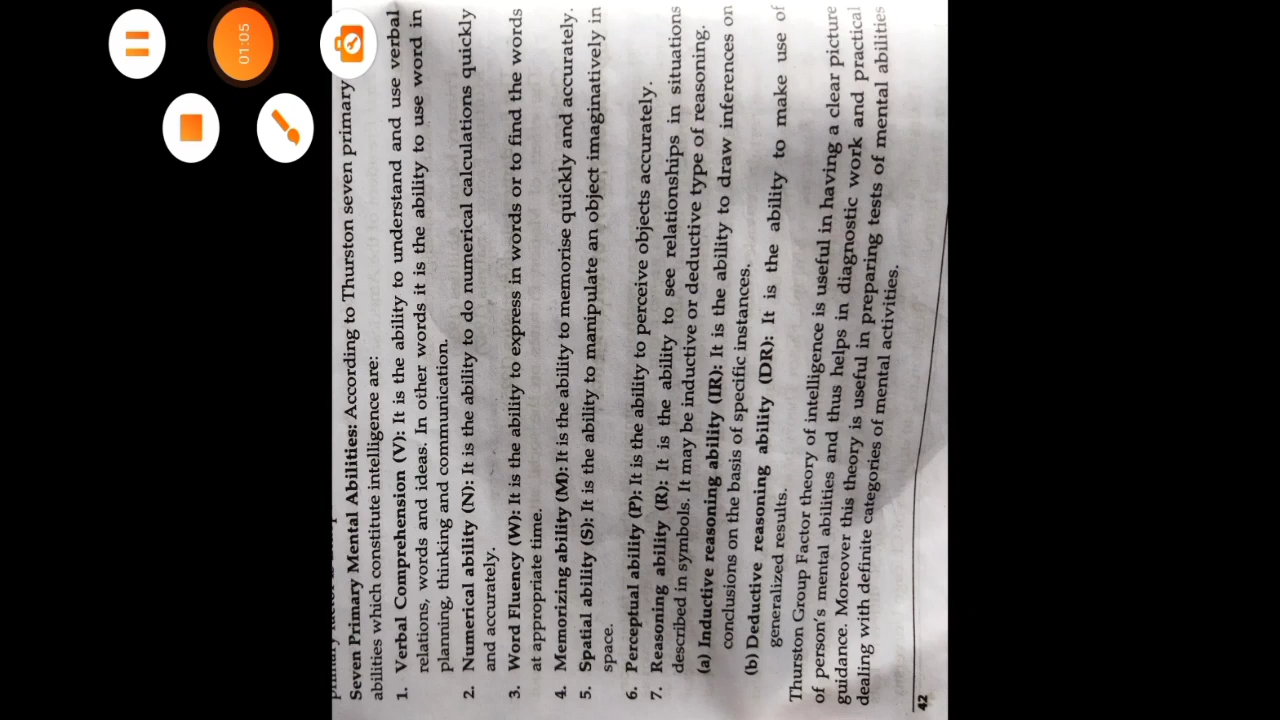 Seven Primary Mental Abilities: According to Thurston seven primary
abilities which constitute intelligence are:
1. Verbal Comprehension (V): It is the ability to understand and use verbal
relations, words and ideas. In other words it is the ability to use word in
planning, thinking and communication.
2. Numerical ability (N): It is the ability to do numerical calculations quickly
and accurately.
3. Word Fluency (W): It is the ability to express in words or to find the words
at appropriate time.
4. Memorizing ability (M): It is the ability to memorise quickly and accurately.
5. Spatial ability (S): It is the ability to manipulate an object imaginatively in
space.
6. Perceptual ability (P): It is the ability to perceive objects accurately.
7. Reasoning ability (R): It is the ability to see relationships in situations
described in symbols. It may be inductive or deductive type of reasoning.
(a) Inductive reasoning ability (IR): It is the ability to draw inferences on
conclusions on the basis of specific instances.
(b) Deductive reasoning ability (DR): It is the ability to make use of
generalized results.
Thurston Group Factor theory of intelligence is useful in having a clear picture
of person's mental abilities and thus helps in diagnostic work and practical
guidance. Moreover this theory is useful in preparing tests of mental abilities
dealing with definite categories of mental activities.
42
01:05